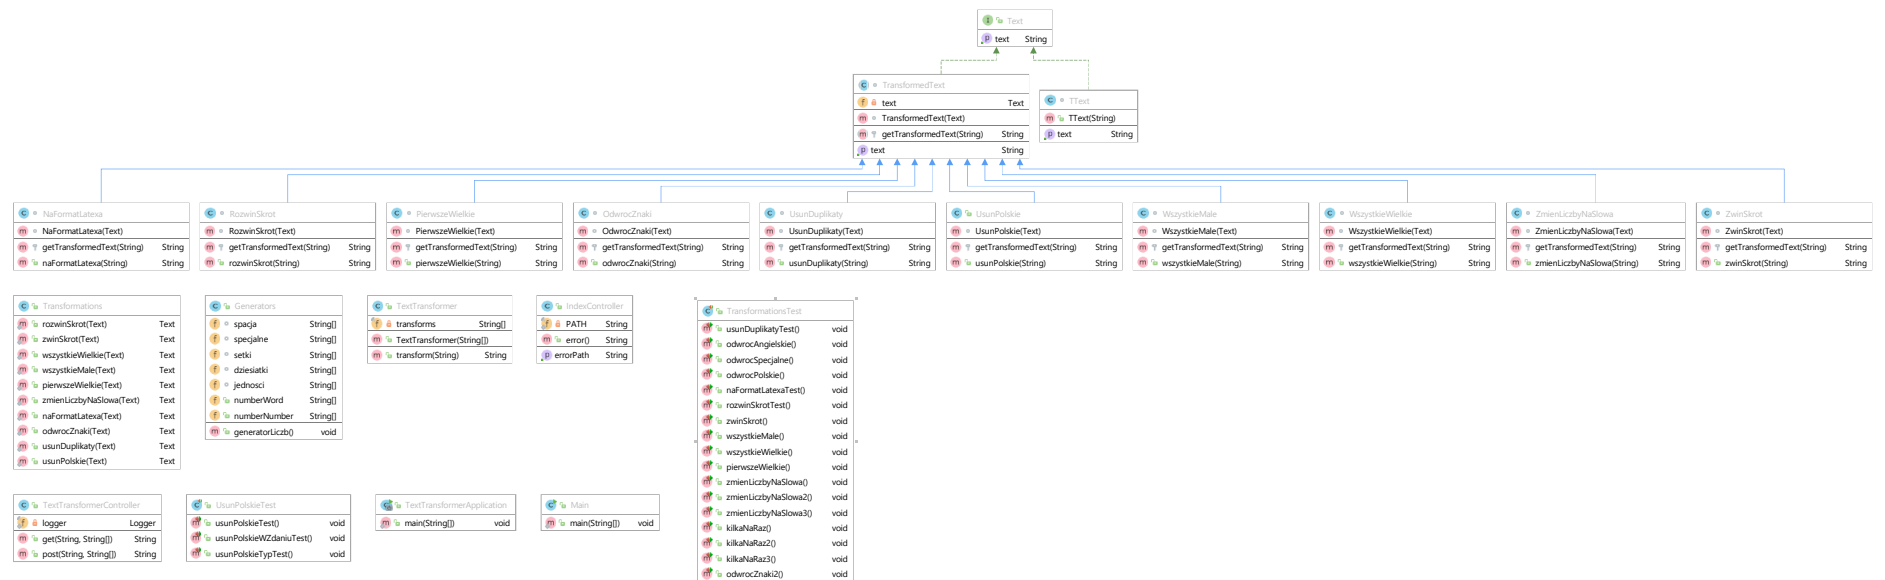 Text
text String
TransformedText
text Text
TransformedText(Text)
getTransformedText(String) String
text String
TText
TText(String)
text String
NaFormatLatexa
NaFormatLatexa(Text)
getTransformedText(String) String
naFormatLatexa(String) String
RozwinSkrot
RozwinSkrot(Text)
getTransformedText(String) String
rozwinSkrot(String) String
PierwszeWielkie
PierwszeWielkie(Text)
getTransformedText(String) String
pierwszeWielkie(String) String
OdwrocZnaki
OdwrocZnaki(Text)
getTransformedText(String) String
odwrocZnaki(String) String
UsunDuplikaty
UsunDuplikaty(Text)
getTransformedText(String) String
usunDuplikaty(String) String
UsunPolskie
UsunPolskie(Text)
getTransformedText(String) String
usunPolskie(String) String
WszystkieMale
WszystkieMale(Text)
getTransformedText(String) String
wszystkieMale(String) String
WszystkieWielkie
WszystkieWielkie(Text)
getTransformedText(String) String
wszystkieWielkie(String) String
ZmienLiczbyNaSlowa
ZmienLiczbyNaSlowa(Text)
getTransformedText(String) String
zmienLiczbyNaSlowa(String) String
ZwinSkrot
ZwinSkrot(Text)
getTransformedText(String) String
zwinSkrot(String) String
Transformations
rozwinSkrot(Text) Text
zwinSkrot(Text) Text
wszystkieWielkie(Text) Text
wszystkieMale(Text) Text
pierwszeWielkie(Text) Text
zmienLiczbyNaSlowa(Text) Text
naFormatLatexa(Text) Text
odwrocZnaki(Text) Text
usunDuplikaty(Text) Text
usunPolskie(Text) Text
Generators
spacja String[]
specjalne String[]
setki String[]
dziesiatki String[]
jednosci String[]
numberWord String[]
numberNumber String[]
generatorLiczb() void
TextTransformer
transforms String[]
TextTransformer(String[])
transform(String) String
IndexController
PATH String
error() String
errorPath String
TransformationsTest
usunDuplikatyTest() void
odwrocAngielskie() void
odwrocSpecjalne() void
odwrocPolskie() void
naFormatLatexaTest() void
rozwinSkrotTest() void
zwinSkrot() void
wszystkieMale() void
wszystkieWielkie() void
pierwszeWielkie() void
zmienLiczbyNaSlowa() void
zmienLiczbyNaSlowa2() void
zmienLiczbyNaSlowa3() void
kilkaNaRaz() void
kilkaNaRaz2() void
kilkaNaRaz3() void
odwrocZnaki2() void
TextTransformerController
logger Logger
get(String, String[]) String
post(String, String[]) String
UsunPolskieTest
usunPolskieTest() void
usunPolskieWZdaniuTest() void
usunPolskieTypTest() void
TextTransformerApplication
main(String[]) void
Main
main(String[]) void